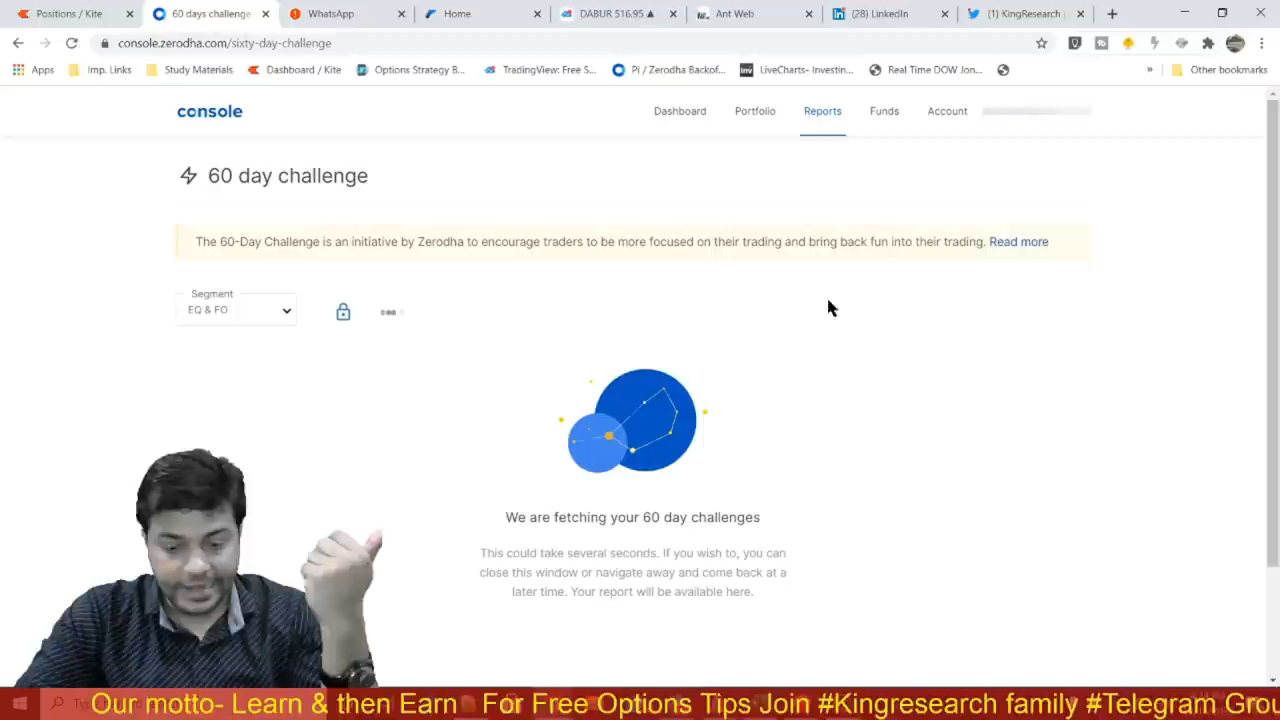 Positions / Kite
60 days challenge
WhatsApp
Home
DABUR 516.95 ▲
Ant Web
(28) LinkedIn
(1) KingResearch (
console.zerodha.com/sixty-day-challenge
Apps
Imp. Links
Study Materials
Dashboard / Kite
Options Strategy B...
TradingView: Free S...
Pi / Zerodha Backof...
LiveCharts- Investin...
Real Time DOW Jon...
»
Other bookmarks
console
Dashboard
Portfolio
Reports
Funds
Account
60 day challenge
The 60-Day Challenge is an initiative by Zerodha to encourage traders to be more focused on their trading and bring back fun into their trading. Read more
Segment
EQ & FO
We are fetching your 60 day challenges
This could take several seconds. If you wish to, you can
close this window or navigate away and come back at a
later time. Your report will be available here.
Our motto- Learn & then Earn For Free Options Tips Join #Kingresearch family #Telegram Grou